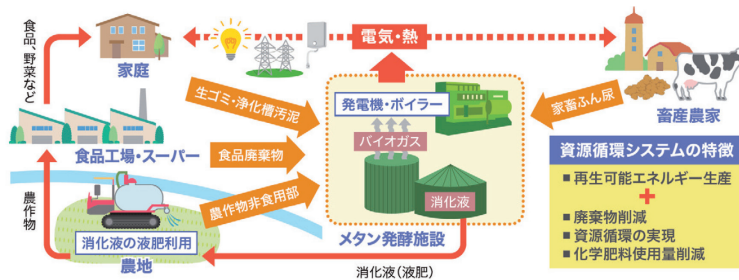 食品、野菜など
家庭
電気・熱
生ゴミ・浄化槽汚泥
発電機・ボイラー
家畜ふん尿
畜産農家
バイオガス
食品工場・スーパー
食品廃棄物
農作物
農作物非食用部
消化液
消化液の液肥利用
農地
メタン発酵施設
消化液(液肥)
資源循環システムの特徴
■再生可能エネルギー生産
+
■廃棄物削減
■資源循環の実現
■化学肥料使用量削減